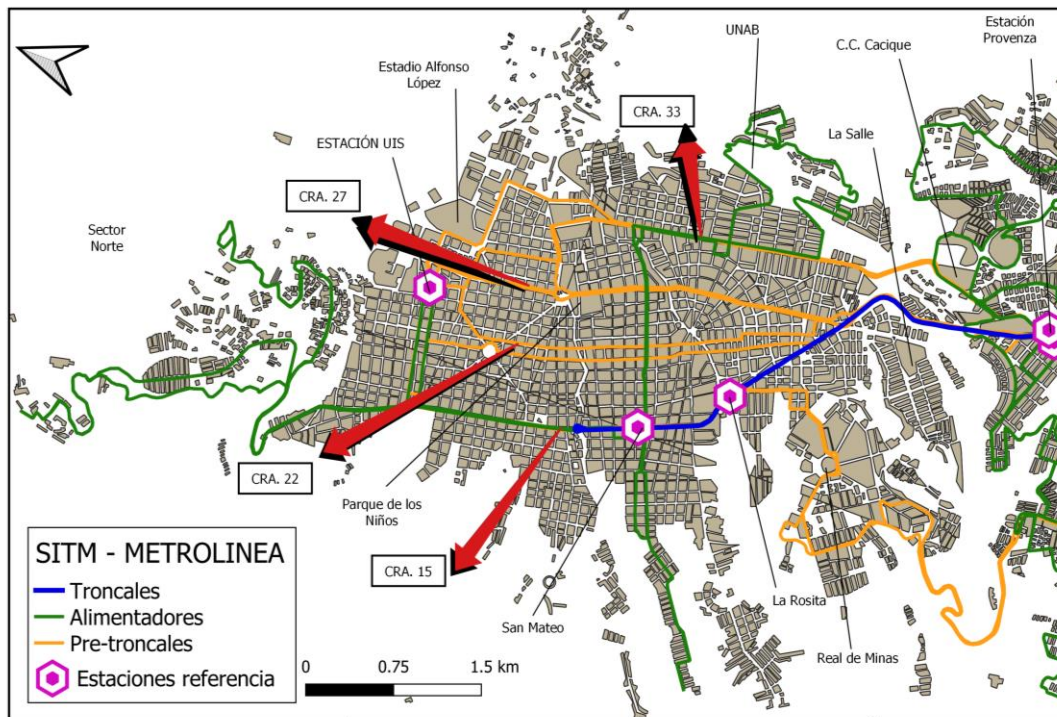 Estación
Provenza
UNAB
C.C. Cacique
Estadio Alfonso
López
CRA. 33
La Salle
ESTACIÓN UIS
CRA. 27
Sector
Norte
CRA. 22
Parque de los
Niños
CRA. 15
San Mateo
La Rosita
Real de Minas
SITM - METROLINEA
Troncales
Alimentadores
Pre-troncales
Estaciones referencia
0 0.75 1.5 km